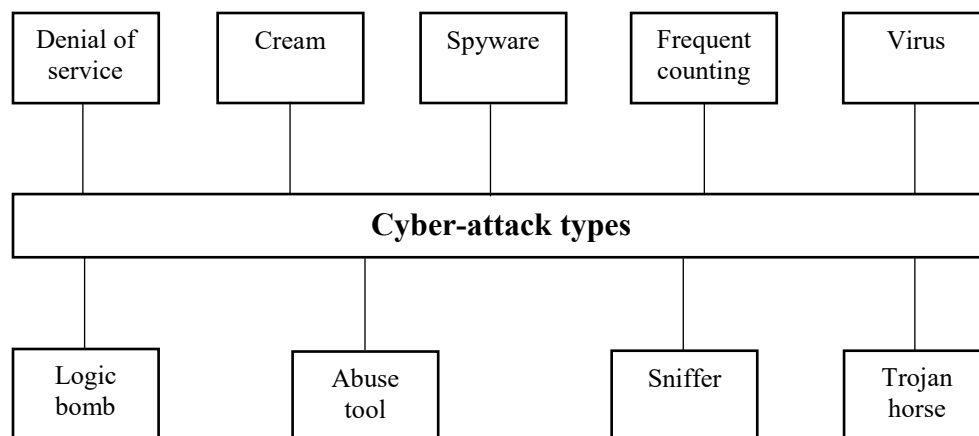 Denial of
service
Cream
Spyware
Frequent
counting
Virus
Cyber-attack types
Logic
bomb
Abuse
tool
Sniffer
Trojan
horse